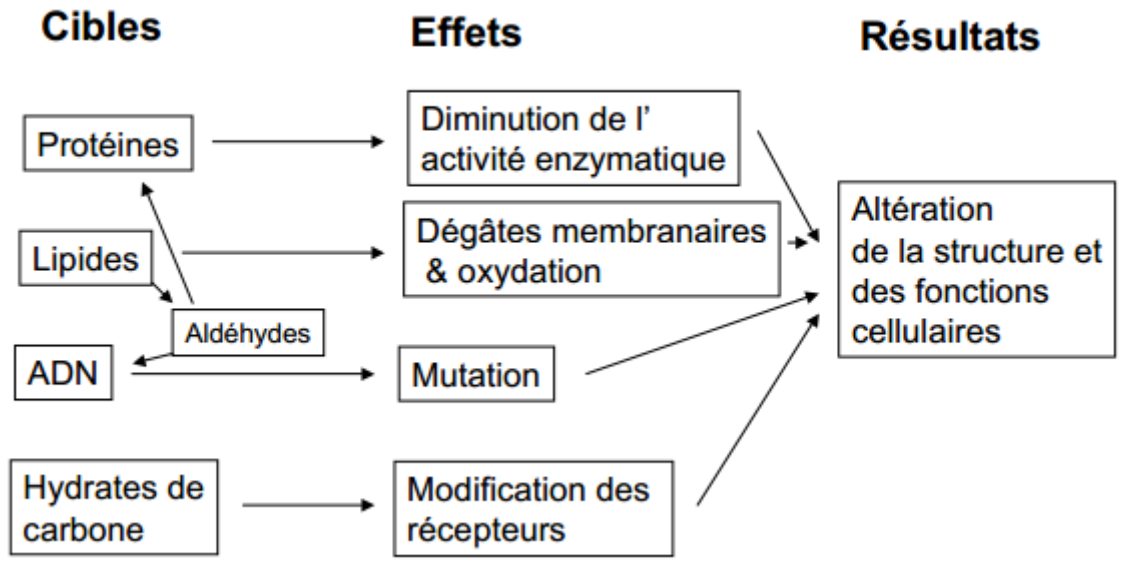 Cibles
Effets
Résultats
Protéines
Diminution de l’
activité enzymatique
Altération
de la structure et
des fonctions
cellulaires
Lipides
Dégâtes membranaires
& oxydation
Aldéhydes
ADN
Mutation
Hydrates de
carbone
Modification des
récepteurs